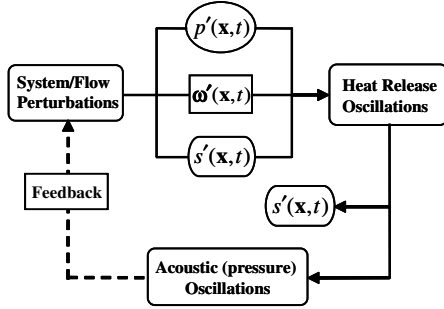 p′(x,t)
System/Flow
Perturbations
ω′(x,t)
Heat Release
Oscillations
s′(x,t)
Feedback
s′(x,t)
Acoustic (pressure)
Oscillations